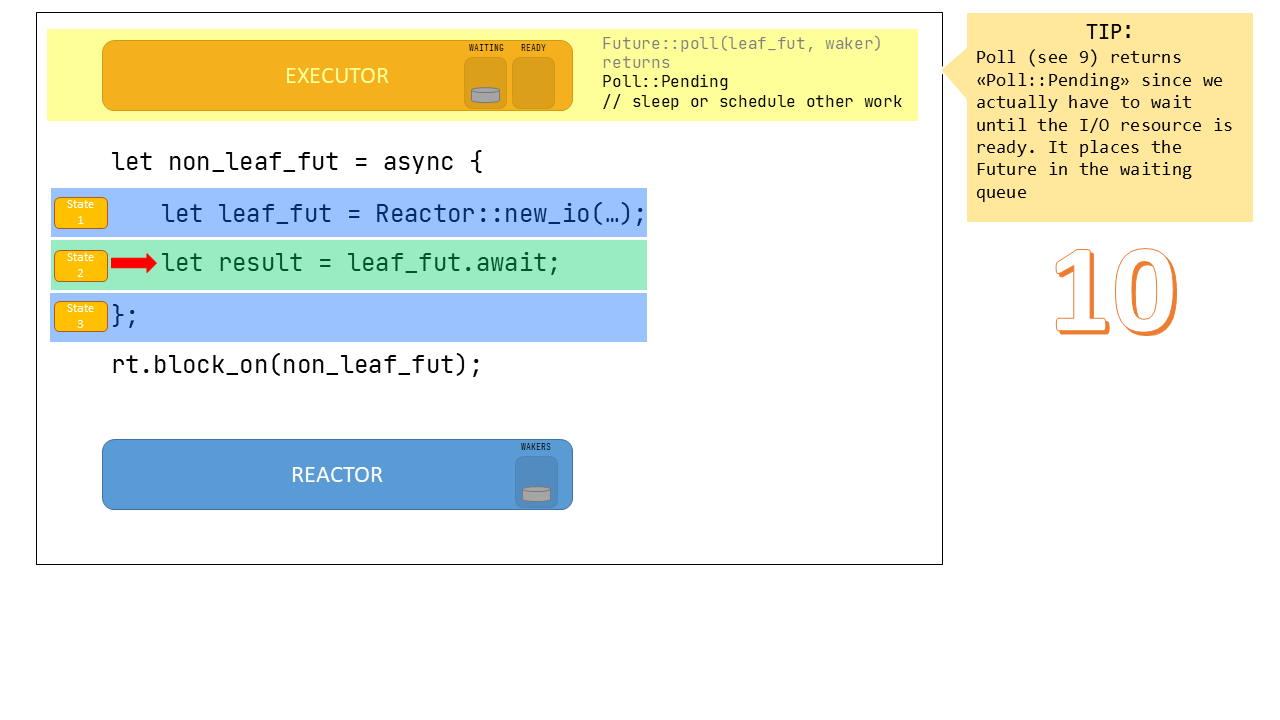 EXECUTOR
WAITING
READY
Future::poll(leaf_fut, waker)
returns
Poll::Pending
// sleep or schedule other work
TIP:
Poll (see 9) returns
«Poll::Pending» since we
actually have to wait
until the I/O resource is
ready. It places the
Future in the waiting
queue
10
let non_leaf_fut = async {
State
1
let leaf_fut = Reactor::new_io(…);
State
2
let result = leaf_fut.await;
State
3
};
rt.block_on(non_leaf_fut);
REACTOR
WAKERS